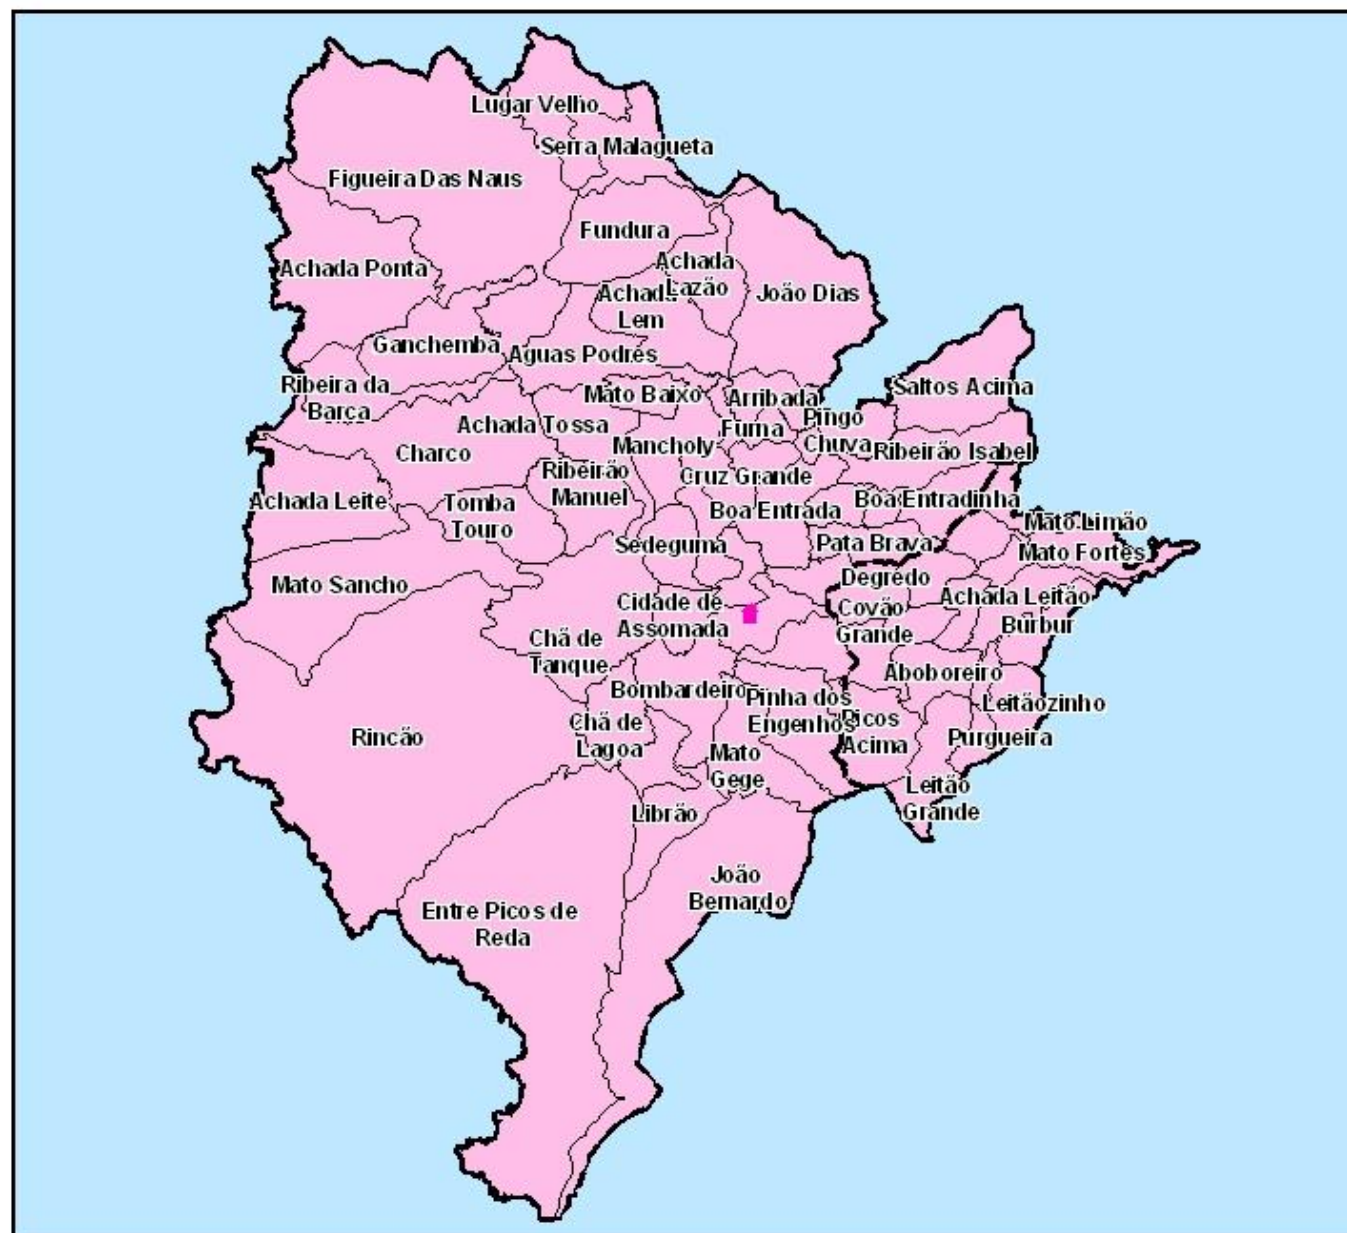 Lugar Velho
Serra Malagueta
Figueira Das Naus
Fundura
Achada
Lazão
Achada Ponta
João Dias
Achada
Lem
Ganchemba
Aguas Podres
Ribeira da
Barca
Mato Baixo
Arribada
Saltos Acima
Furna
Pingo
Chuva
Achada Tossa
Mancholy
Charco
Ribeirão Isabel
Ribeirão
Manuel
Cruz Grande
Achada Leite
Tomba
Touro
Boa Entrada
Boa Entradinha
Mato Limão
Sedeguma
Pata Brava
Mato Fortes
Mato Sancho
Degredo
Cidade de
Assomada
Covão
Grande
Achada Leitão
Burbur
Chã de
Tanque
Aboboreiro
Bombardeiro
Pinha dos
Engenhos
Leitãozinho
Rincão
Chã de
Lagoa
Picos
Acima
Purgueira
Mato
Gege
Leitão
Grande
Librão
João
Bernardo
Entre Picos de
Reda